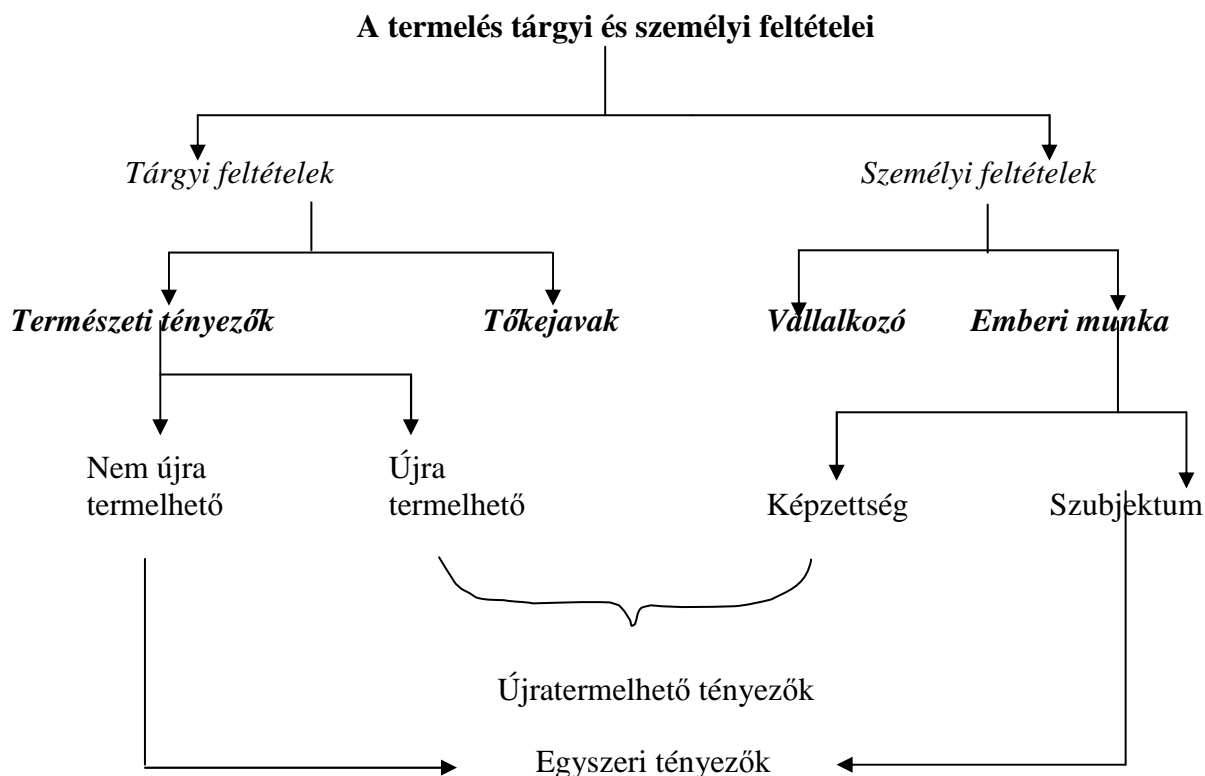 A termelés tárgyi és személyi feltételei
Tárgyi feltételek
Személyi feltételek
Természeti tényezők
Tőkejavak
Vállalkozó
Emberi munka
Nem újra
termelhető
Újra
termelhető
Képzettség
Szubjektum
Újratermelhető tényezők
Egyszeri tényezők